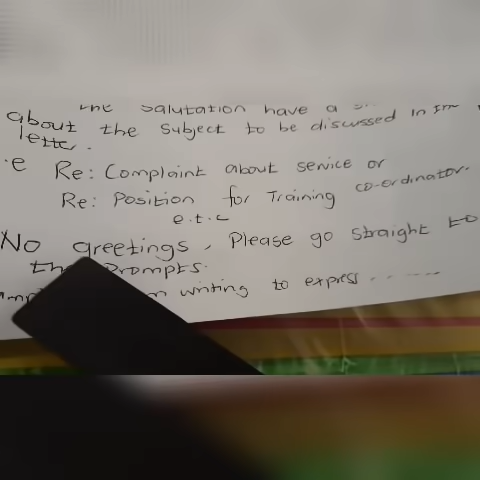 the salutation have a
about the subject to be discussed in the
letter.
.e Re: Complaint about service or
Re: Position for Training co-ordinator.
e.t.c
No greetings, Please go straight to
the Prompts.
writing to express .......